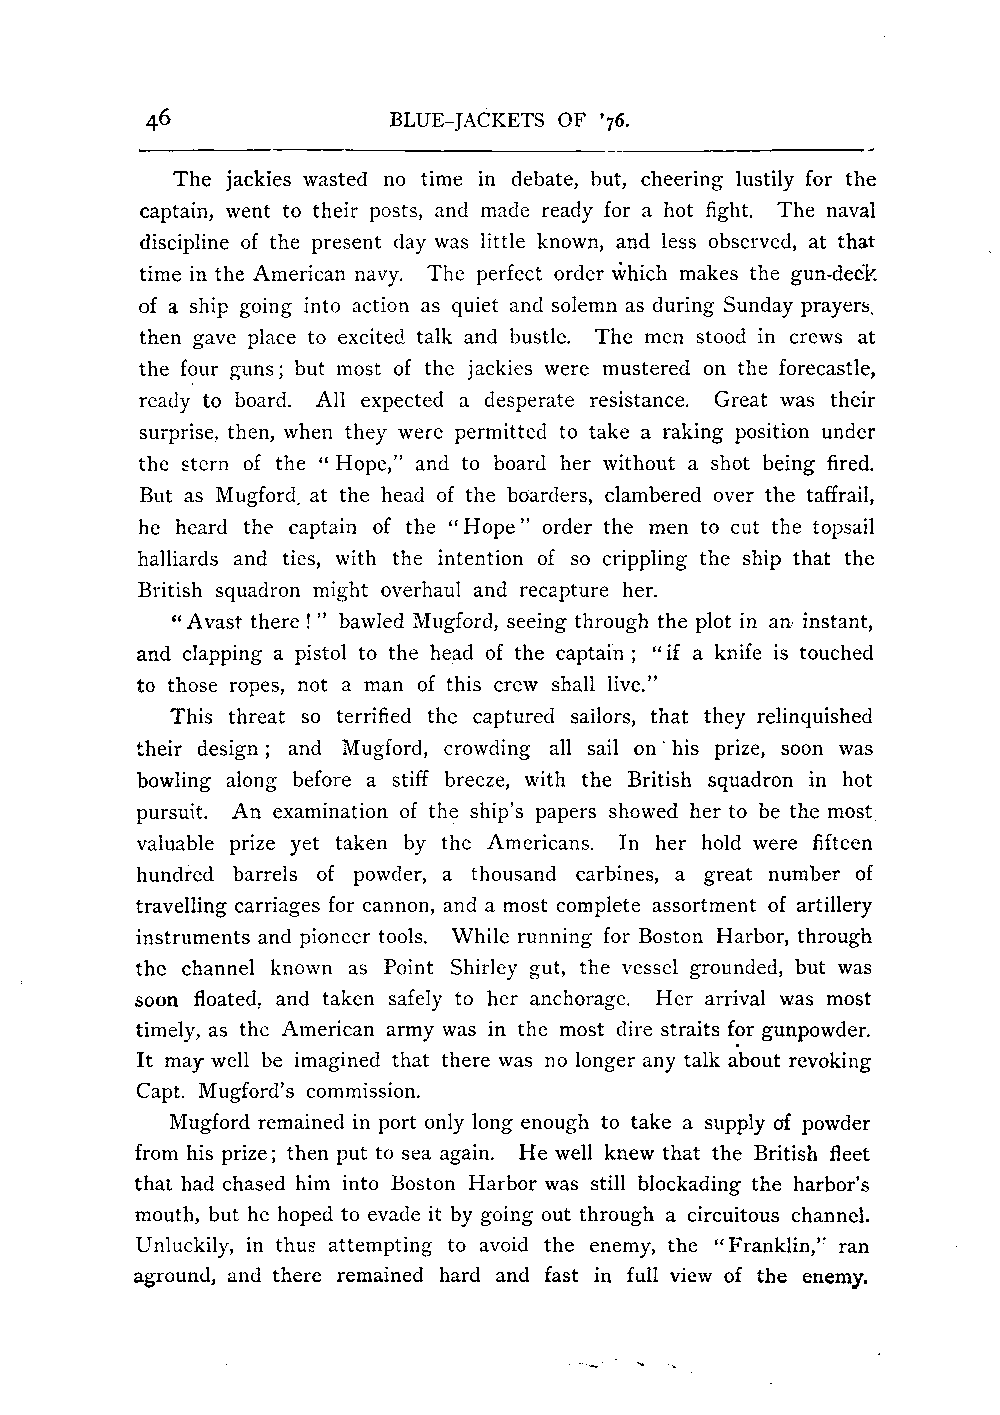 46 BLUE-JACKETS OF '76.
The jackies wasted no time in debate, but, cheering lustily for the
captain, went to their posts, and made ready for a hot fight. The naval
discipline of the present day was little known, and less observed, at that
time in the American navy. The perfect order which makes the gun-deck
of a ship going into action as quiet and solemn as during Sunday prayers,
then gave place to excited talk and bustle. The men stood in crews at
the four guns; but most of the jackies were mustered on the forecastle,
ready to board. All expected a desperate resistance. Great was their
surprise, then, when they were permitted to take a raking position under
the stern of the "Hope," and to board her without a shot being fired.
But as Mugford, at the head of the boarders, clambered over the taffrail,
he heard the captain of the "Hope" order the men to cut the topsail
halliards and ties, with the intention of so crippling the ship that the
British squadron might overhaul and recapture her.
"Avast there!" bawled Mugford, seeing through the plot in an instant,
and clapping a pistol to the head of the captain; "if a knife is touched
to those ropes, not a man of this crew shall live."
This threat so terrified the captured sailors, that they relinquished
their design; and Mugford, crowding all sail on his prize, soon was
bowling along before a stiff breeze, with the British squadron in hot
pursuit. An examination of the ship's papers showed her to be the most
valuable prize yet taken by the Americans. In her hold were fifteen
hundred barrels of powder, a thousand carbines, a great number of
travelling carriages for cannon, and a most complete assortment of artillery
instruments and pioneer tools. While running for Boston Harbor, through
the channel known as Point Shirley gut, the vessel grounded, but was
soon floated, and taken safely to her anchorage. Her arrival was most
timely, as the American army was in the most dire straits for gunpowder.
It may well be imagined that there was no longer any talk about revoking
Capt. Mugford's commission.
Mugford remained in port only long enough to take a supply of powder
from his prize; then put to sea again. He well knew that the British fleet
that had chased him into Boston Harbor was still blockading the harbor's
mouth, but he hoped to evade it by going out through a circuitous channel.
Unluckily, in thus attempting to avoid the enemy, the "Franklin," ran
aground, and there remained hard and fast in full view of the enemy.